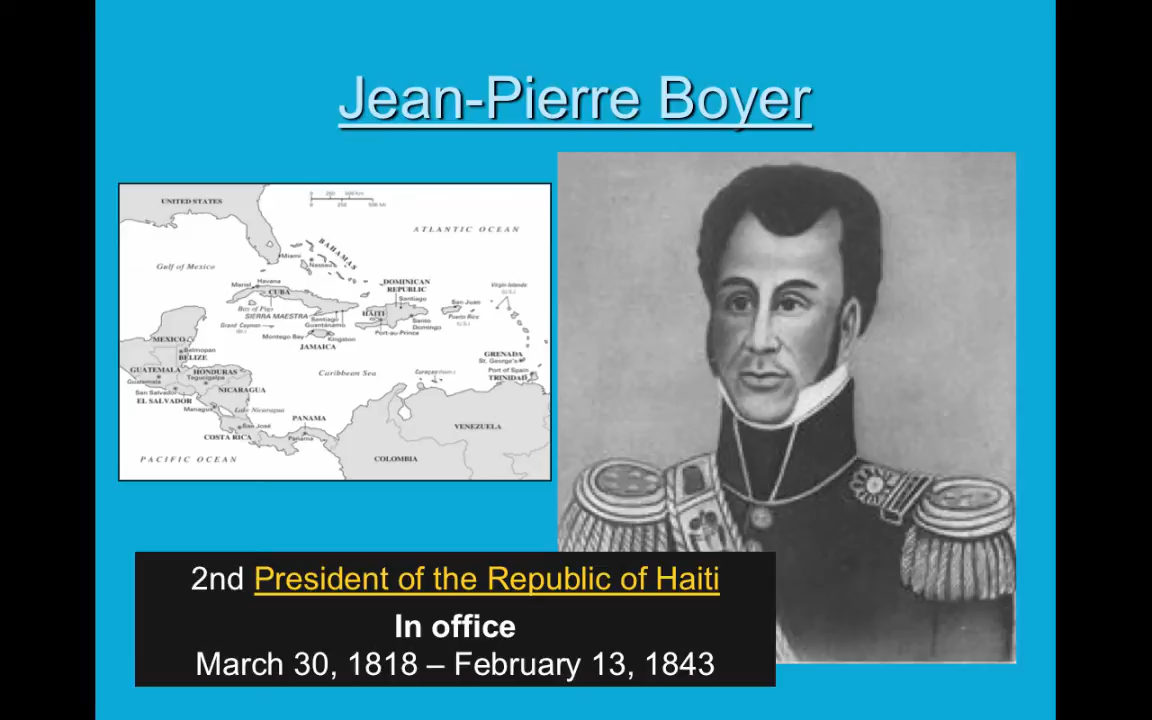 Jean-Pierre Boyer
UNITED STATES
ATLANTIC OCEAN
BAHAMAS
Miami
Gulf of Mexico
Nassau
Havana
Mariel
CUBA
DOMINICAN
REPUBLIC
Virgin Islands
(U.S.)
Santiago
San Juan
Bay of Pigs
SIERRA MAESTRA
HAITI
Puerto Rico
(U.S.)
Grand Cayman
Santiago
Guantánamo
Santo
Domingo
Port-au-Prince
Montego Bay
Kingston
JAMAICA
MEXICO
Belmopan
BELIZE
GRENADA
St. George's
GUATEMALA
HONDURAS
Caribbean Sea
Port of Spain
TRINIDAD
Guatemala
Tegucigalpa
San Salvador
NICARAGUA
EL SALVADOR
Managua
Lake Nicaragua
San José
PANAMA
COSTA RICA
Panama
VENEZUELA
PACIFIC OCEAN
COLOMBIA
2nd President of the Republic of Haiti
In office
March 30, 1818 – February 13, 1843